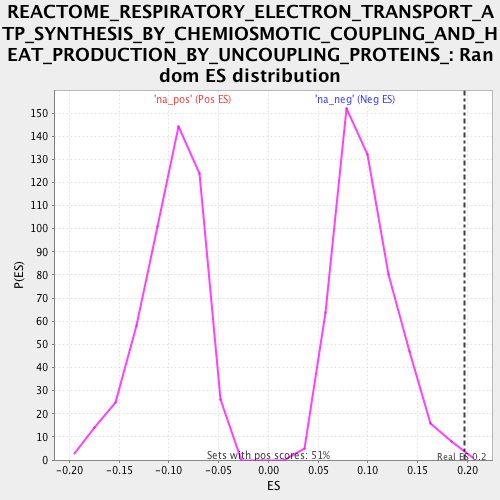 REACTOME_RESPIRATORY_ELECTRON_TRANSPORT_A
TP_SYNTHESIS_BY_CHEMIOSMOTIC_COUPLING_AND_H
EAT_PRODUCTION_BY_UNCOUPLING_PROTEINS_: Ran
dom ES distribution
'na_pos' (Pos ES) 'na_neg' (Neg ES)
150
140
130
120
110
100
90
80
70
60
50
40
30
20
10
0
P(ES)
Sets with pos scores: 51%
Real ES 0.2
-0.20 -0.15 -0.10 -0.05 0.00 0.05 0.10 0.15 0.20
ES